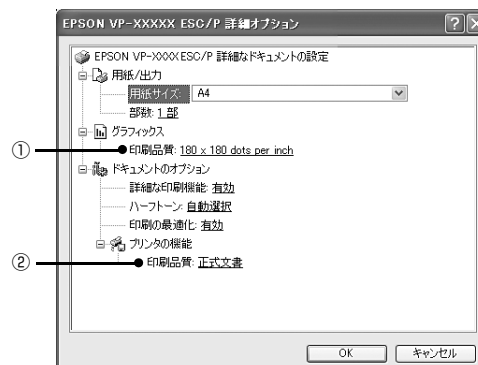 EPSON VP-XXXXX ESC/P 詳細オプション
EPSON VP-XXXX ESC/P 詳細なドキュメントの設定
用紙/出力
用紙サイズ: A4
部数: 1 部
グラフィックス
① 印刷品質: 180 x 180 dots per inch
ドキュメントのオプション
詳細な印刷機能: 有効
ハーフトーン: 自動選択
印刷の最適化: 有効
プリンタの機能
② 印刷品質: 正式文書
OK キャンセル